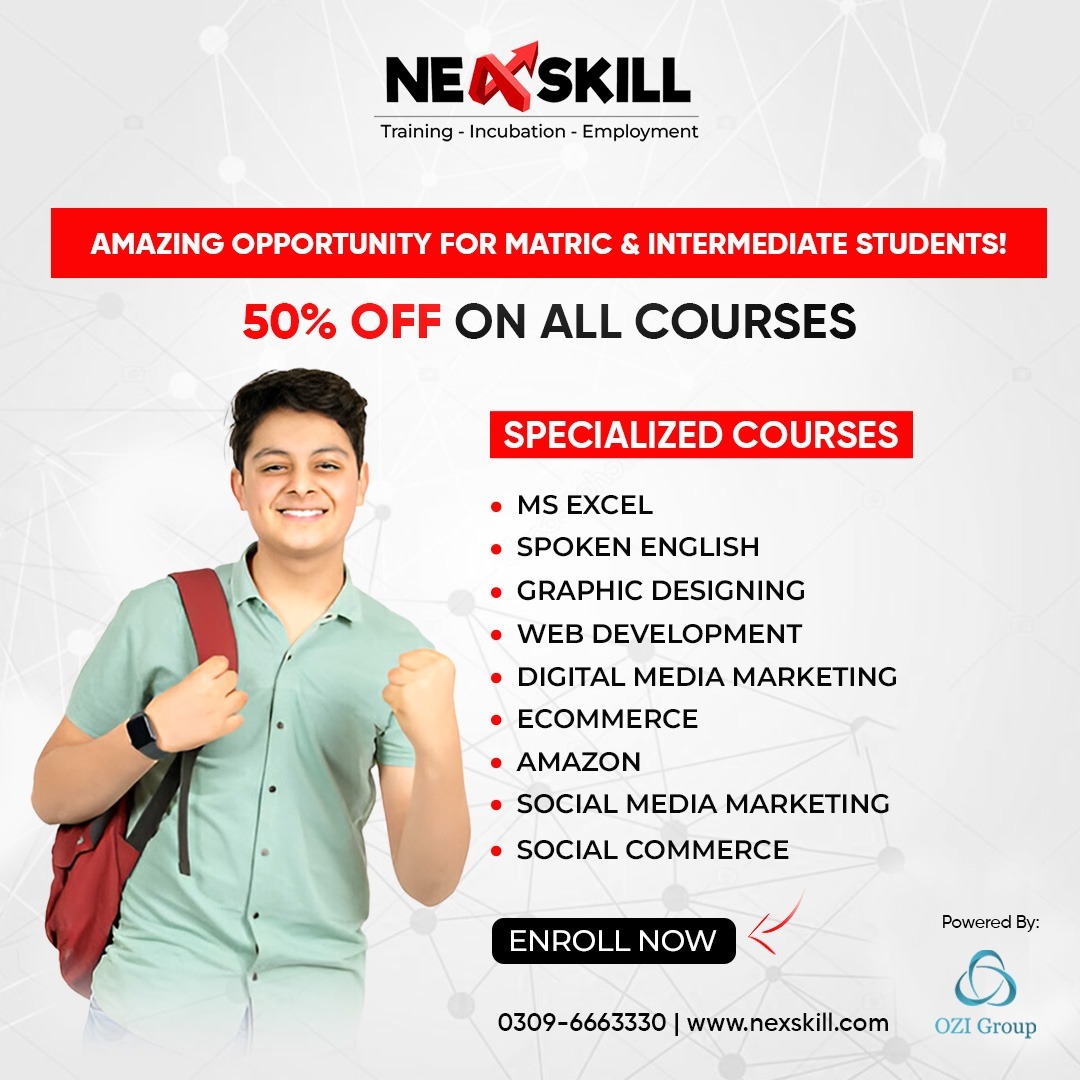 NEXSKILL
Training - Incubation - Employment
AMAZING OPPORTUNITY FOR MATRIC & INTERMEDIATE STUDENTS!
50% OFF ON ALL COURSES
SPECIALIZED COURSES
• MS EXCEL
• SPOKEN ENGLISH
• GRAPHIC DESIGNING
• WEB DEVELOPMENT
• DIGITAL MEDIA MARKETING
• ECOMMERCE
• AMAZON
• SOCIAL MEDIA MARKETING
• SOCIAL COMMERCE
ENROLL NOW
Powered By:
OZI Group
0309-6663330 | www.nexskill.com